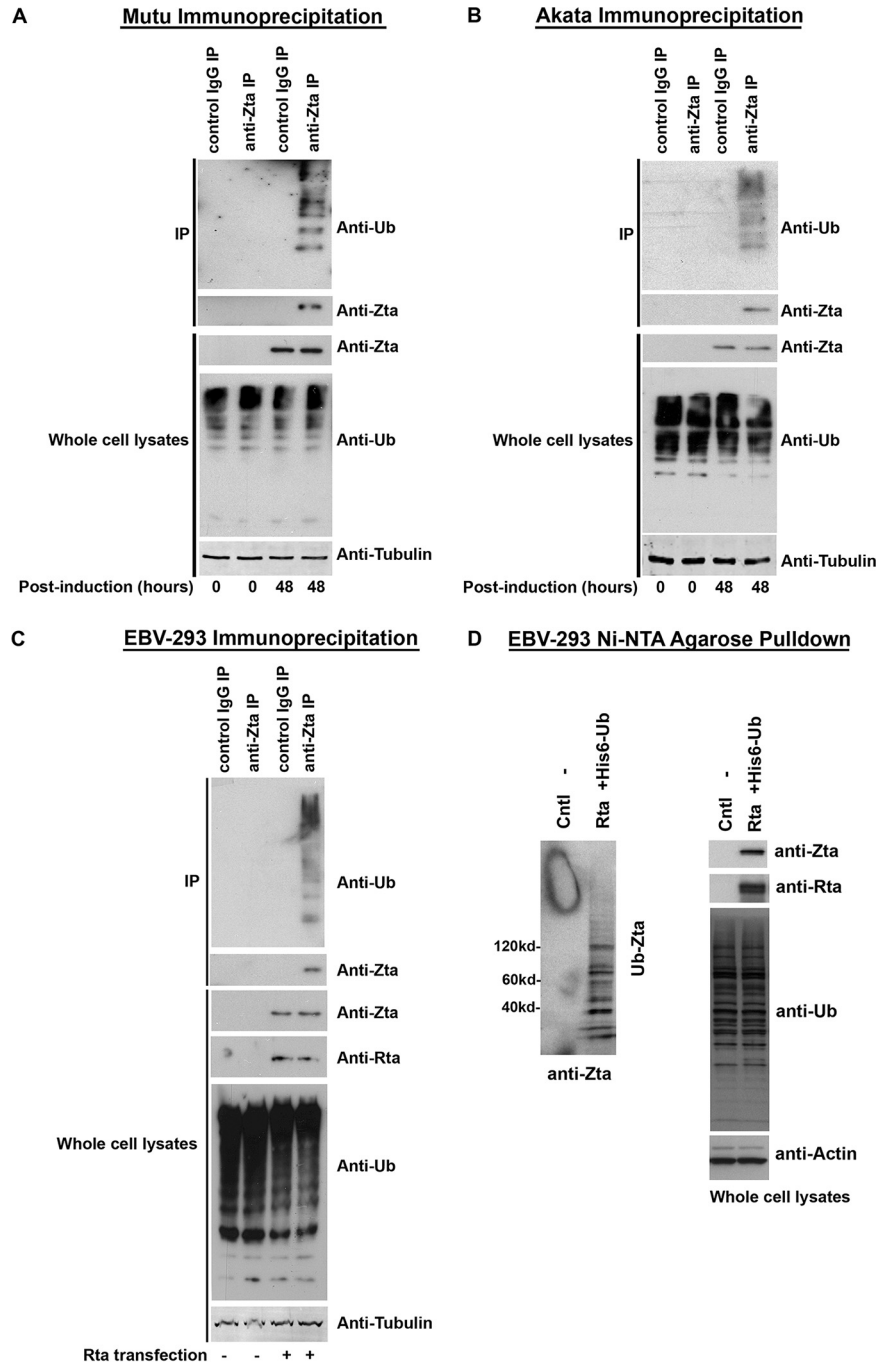 A
Mutu Immunoprecipitation
control IgG IP
anti-Zta IP
control IgG IP
anti-Zta IP
IP
Anti-Ub
Anti-Zta
Anti-Zta
Whole cell lysates
Anti-Ub
Anti-Tubulin
Post-induction (hours) 0 0 48 48
B
Akata Immunoprecipitation
control IgG IP
anti-Zta IP
control IgG IP
anti-Zta IP
IP
Anti-Ub
Anti-Zta
Anti-Zta
Whole cell lysates
Anti-Ub
Anti-Tubulin
0 0 48 48
C
EBV-293 Immunoprecipitation
control IgG IP
anti-Zta IP
control IgG IP
anti-Zta IP
IP
Anti-Ub
Anti-Zta
Anti-Zta
Anti-Rta
Whole cell lysates
Anti-Ub
Anti-Tubulin
Rta transfection - - + +
D
EBV-293 Ni-NTA Agarose Pulldown
Cntl -
Rta +His6-Ub
120kd-
60kd-
40kd-
Ub-Zta
anti-Zta
Cntl -
Rta +His6-Ub
anti-Zta
anti-Rta
anti-Ub
anti-Actin
Whole cell lysates